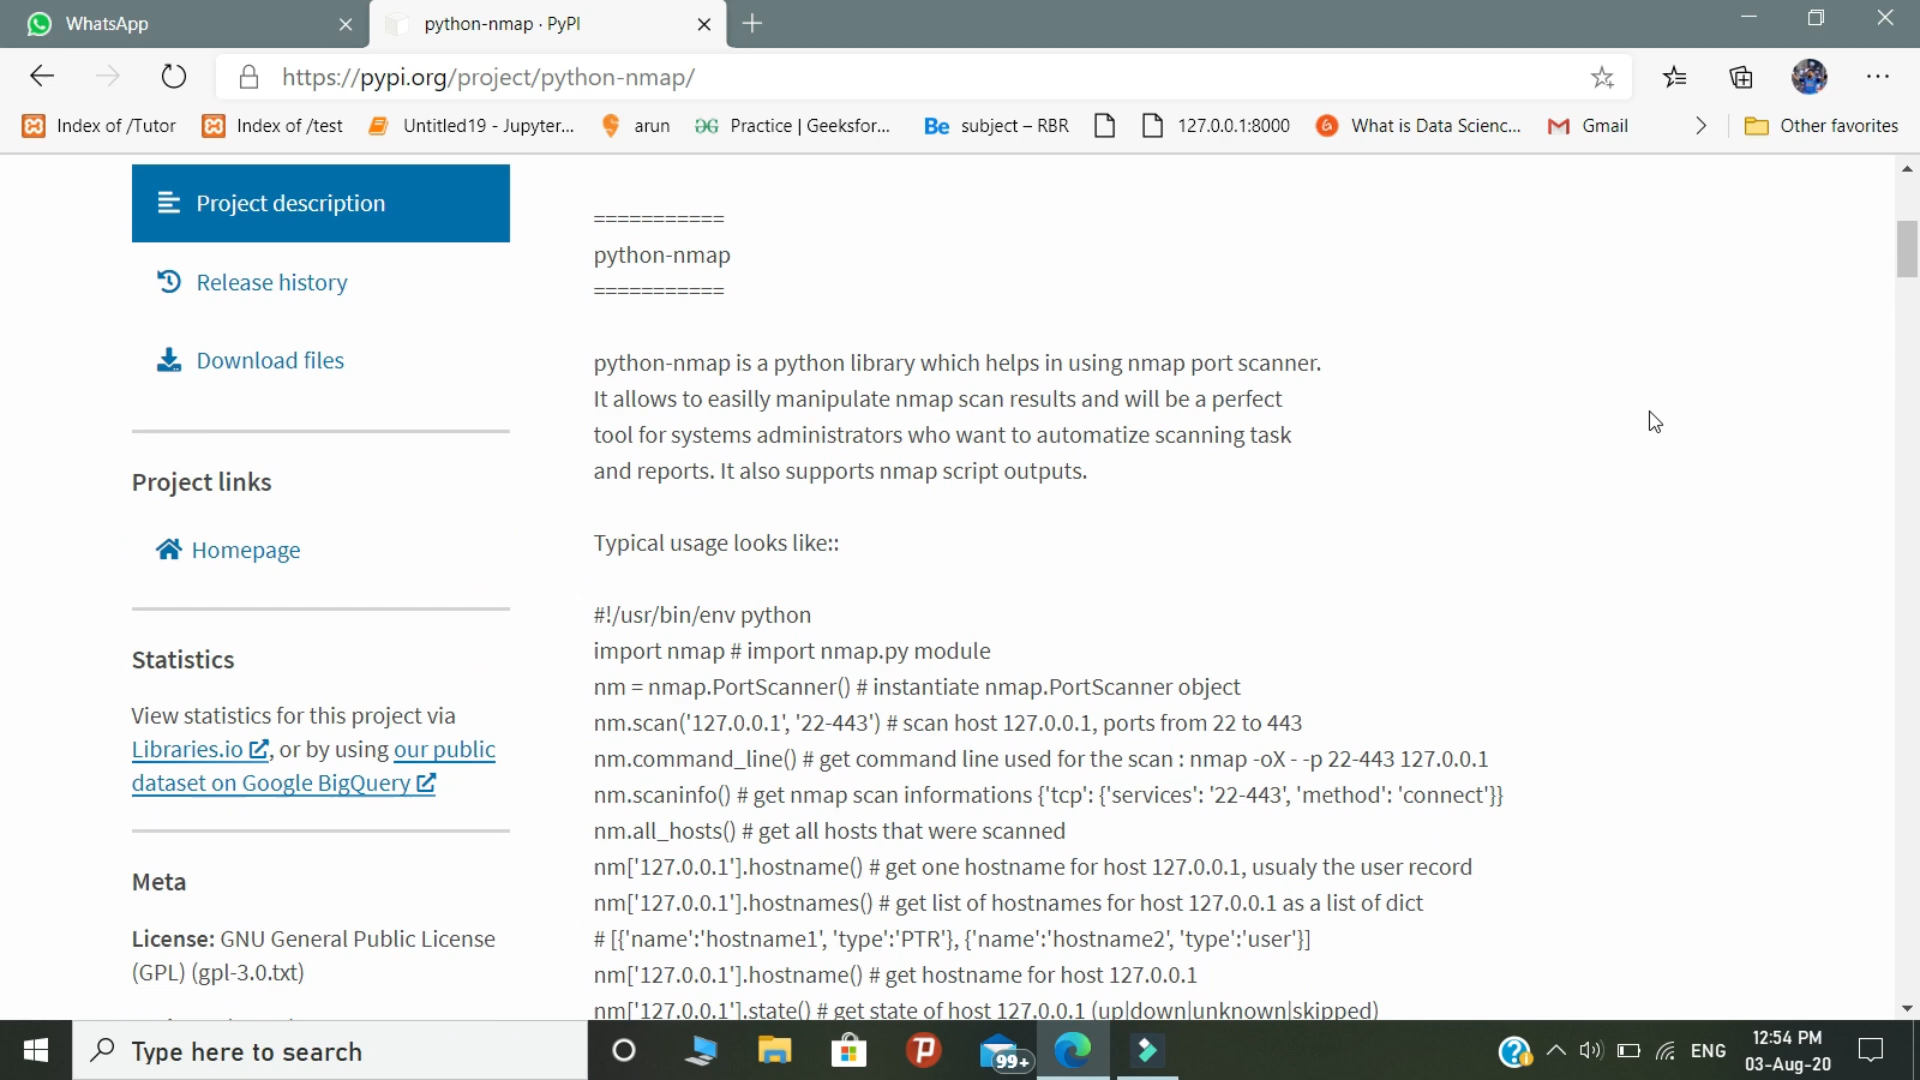 WhatsApp
python-nmap · PyPI
https://pypi.org/project/python-nmap/
Index of /Tutor
Index of /test
Untitled19 - Jupyter...
arun
Practice | Geeksfor...
Be subject – RBR
127.0.0.1:8000
What is Data Scienc...
Gmail
Other favorites
Project description
Release history
Download files
Project links
Homepage
Statistics
View statistics for this project via
Libraries.io, or by using our public
dataset on Google BigQuery
Meta
License: GNU General Public License
(GPL) (gpl-3.0.txt)
===========
python-nmap
===========
python-nmap is a python library which helps in using nmap port scanner.
It allows to easilly manipulate nmap scan results and will be a perfect
tool for systems administrators who want to automatize scanning task
and reports. It also supports nmap script outputs.
Typical usage looks like::
#!/usr/bin/env python
import nmap # import nmap.py module
nm = nmap.PortScanner() # instantiate nmap.PortScanner object
nm.scan('127.0.0.1', '22-443') # scan host 127.0.0.1, ports from 22 to 443
nm.command_line() # get command line used for the scan : nmap -oX - -p 22-443 127.0.0.1
nm.scaninfo() # get nmap scan informations {'tcp': {'services': '22-443', 'method': 'connect'}}
nm.all_hosts() # get all hosts that were scanned
nm['127.0.0.1'].hostname() # get one hostname for host 127.0.0.1, usualy the user record
nm['127.0.0.1'].hostnames() # get list of hostnames for host 127.0.0.1 as a list of dict
# [{'name':'hostname1', 'type':'PTR'}, {'name':'hostname2', 'type':'user'}]
nm['127.0.0.1'].hostname() # get hostname for host 127.0.0.1
nm['127.0.0.1'].state() # get state of host 127.0.0.1 (up|down|unknown|skipped)
Type here to search
99+
ENG
12:54 PM
03-Aug-20